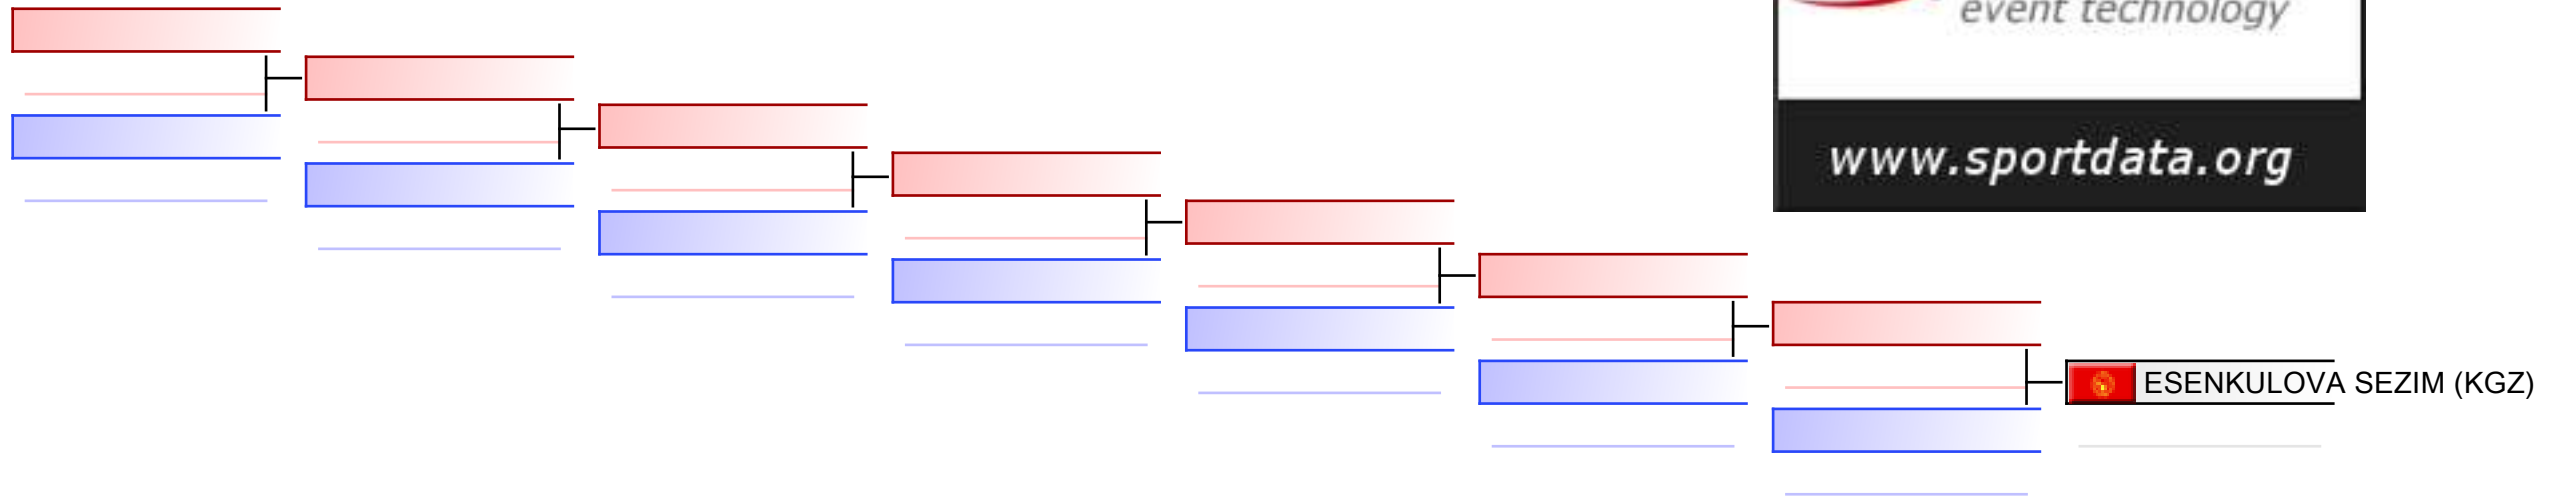 event technology
www.sportdata.org
ESENKULOVA SEZIM (KGZ)